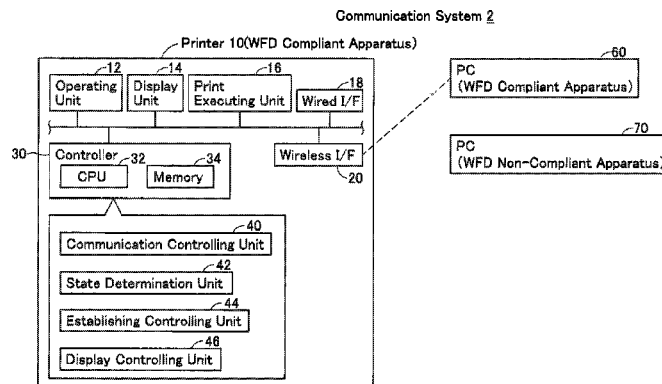 Communication System 2
Printer 10(WFD Compliant Apparatus)
12
14
16
18
Operating Unit
Display Unit
Print Executing Unit
Wired I/F
60
PC
(WFD Compliant Apparatus)
70
PC
(WFD Non-Compliant Apparatus)
30
Controller
32
34
CPU
Memory
Wireless I/F
20
40
Communication Controlling Unit
42
State Determination Unit
44
Establishing Controlling Unit
46
Display Controlling Unit